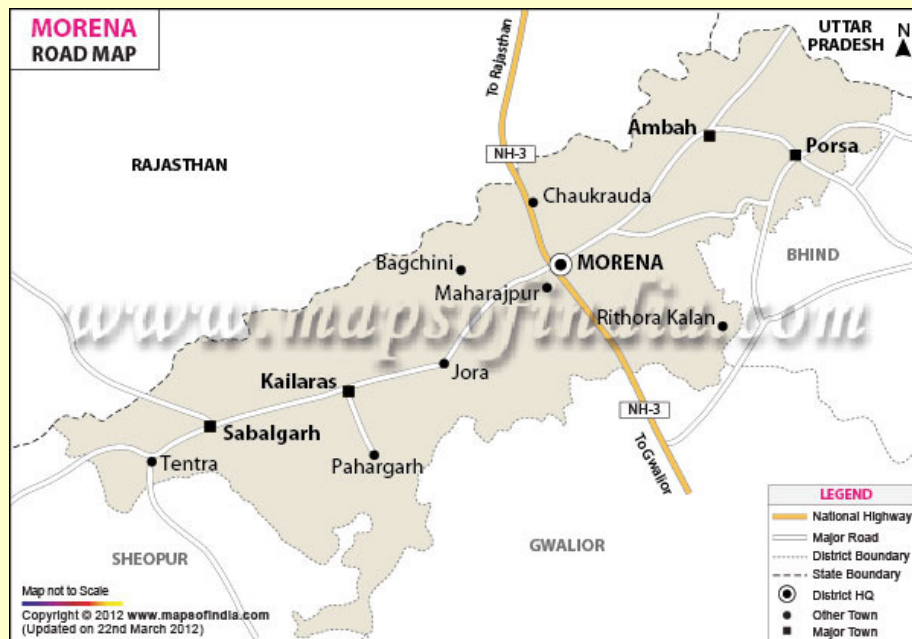 MORENA
ROAD MAP
UTTAR
PRADESH
N
To Rajasthan
RAJASTHAN
NH-3
Ambah
Porsa
Chaukrauda
Bagchini
MORENA
BHIND
Maharajpur
www.mapsofindia.com
Rithora Kalan
Jora
Kailaras
NH-3
Sabalgarh
To Gwalior
Tentra
Pahargarh
GWALIOR
SHEOPUR
LEGEND
National Highway
Major Road
District Boundary
State Boundary
District HQ
Other Town
Major Town
Map not to Scale
Copyright © 2012 www.mapsofindia.com
(Updated on 22nd March 2012)